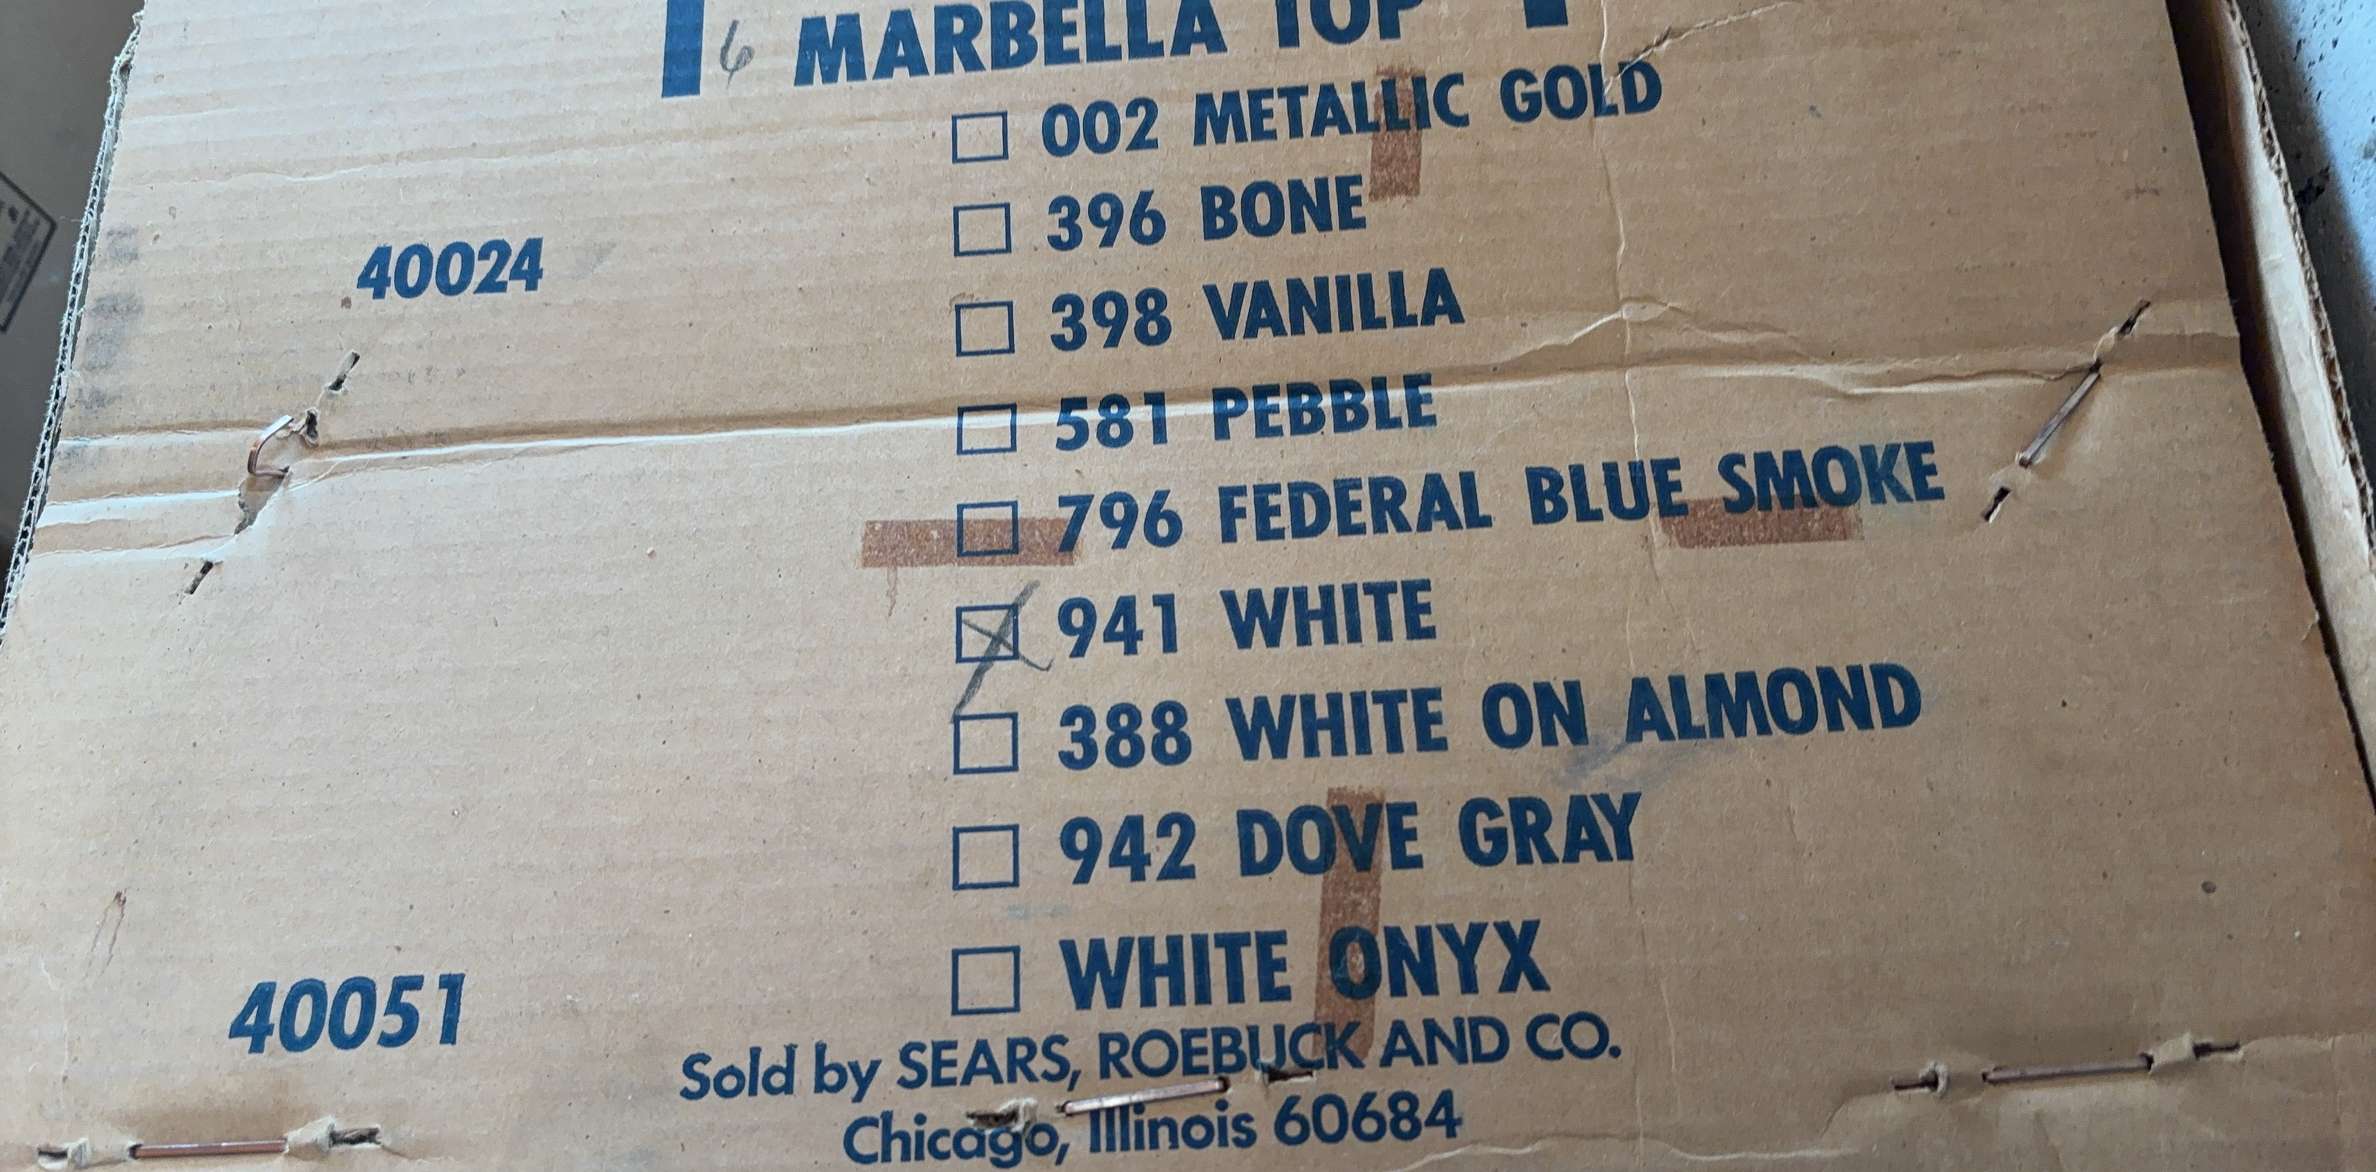 6 MARBELLA TOP
002 METALLIC GOLD
396 BONE
40024
398 VANILLA
581 PEBBLE
796 FEDERAL BLUE SMOKE
941 WHITE
388 WHITE ON ALMOND
942 DOVE GRAY
WHITE ONYX
40051
Sold by SEARS, ROEBUCK AND CO.
Chicago, Illinois 60684